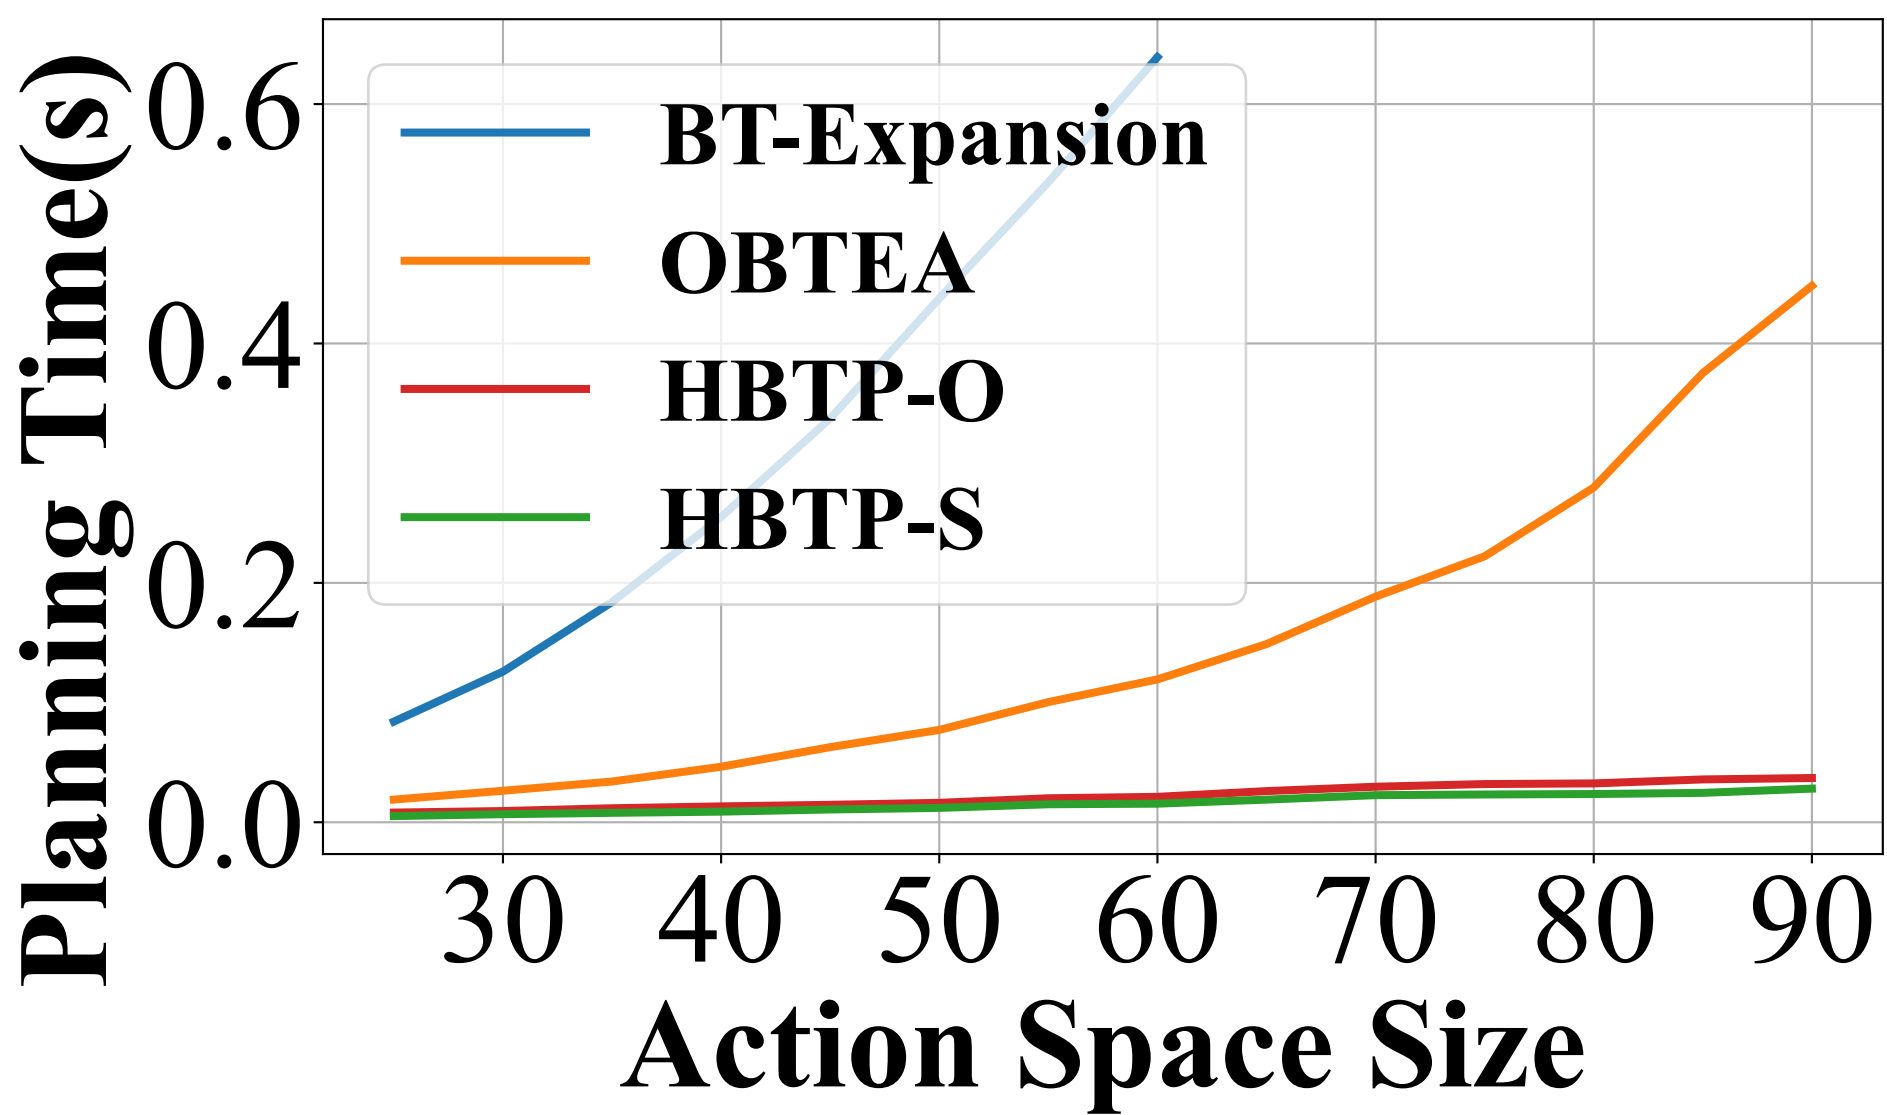 Planning Time(s)
0.6
0.4
0.2
0.0
BT-Expansion
OBTEA
HBTP-O
HBTP-S
30 40 50 60 70 80 90
Action Space Size